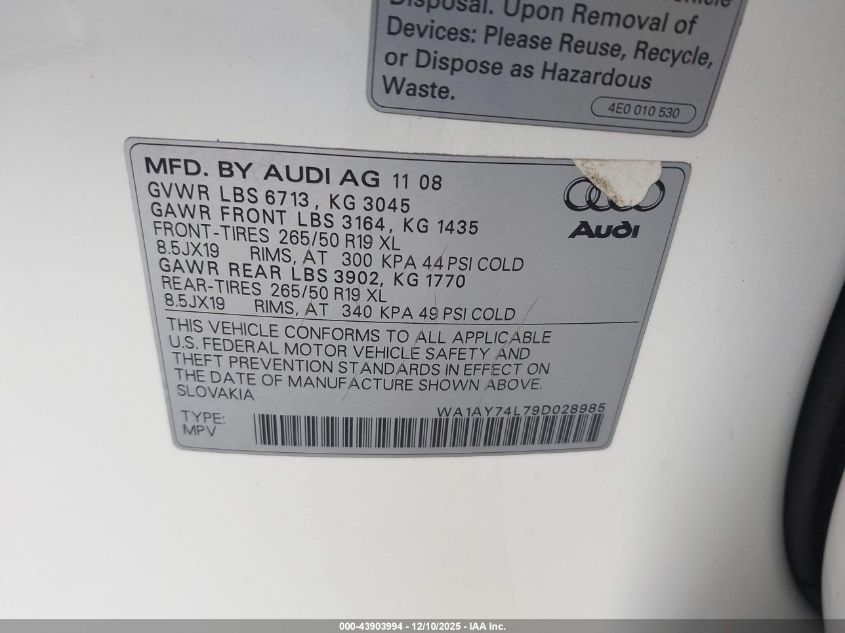 Disposal. Upon Removal of
Devices: Please Reuse, Recycle,
or Dispose as Hazardous
Waste.
4E0 010 530
MFD. BY AUDI AG 11 08
GVWR LBS 6713, KG 3045
GAWR FRONT LBS 3164, KG 1435
FRONT-TIRES 265/50 R19 XL
8.5JX19 RIMS, AT 300 KPA 44 PSI COLD
GAWR REAR LBS 3902, KG 1770
REAR-TIRES 265/50 R19 XL
8.5JX19 RIMS, AT 340 KPA 49 PSI COLD
Audi
THIS VEHICLE CONFORMS TO ALL APPLICABLE
U.S. FEDERAL MOTOR VEHICLE SAFETY AND
THEFT PREVENTION STANDARDS IN EFFECT ON
THE DATE OF MANUFACTURE SHOWN ABOVE.
SLOVAKIA
WA1AY74L79D028985
TYPE:
MPV
000-43903994 - 12/10/2025 - IAA Inc.